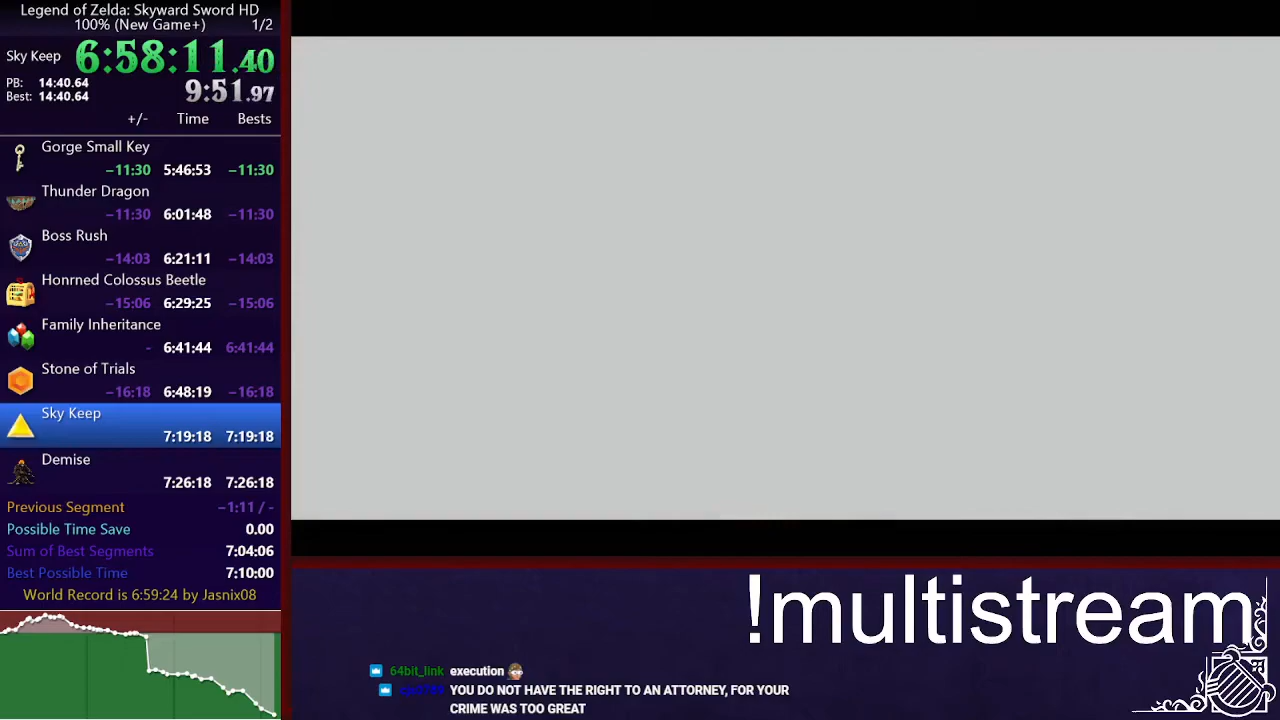 Legend of Zelda: Skyward Sword HD
100% (New Game+) 1/2
Sky Keep 6:58:11.40
PB: 14:40.64
Best: 14:40.64
9:51.97
+/- Time Bests
Gorge Small Key
−11:30 5:46:53 −11:30
Thunder Dragon
−11:30 6:01:48 −11:30
Boss Rush
−14:03 6:21:11 −14:03
Honrned Colossus Beetle
−15:06 6:29:25 −15:06
Family Inheritance
- 6:41:44 6:41:44
Stone of Trials
−16:18 6:48:19 −16:18
Sky Keep
7:19:18 7:19:18
Demise
7:26:18 7:26:18
Previous Segment −1:11 / -
Possible Time Save 0.00
Sum of Best Segments 7:04:06
Best Possible Time 7:10:00
World Record is 6:59:24 by Jasnix08
!multistream
64bit_link execution
YOU DO NOT HAVE THE RIGHT TO AN ATTORNEY, FOR YOUR
CRIME WAS TOO GREAT